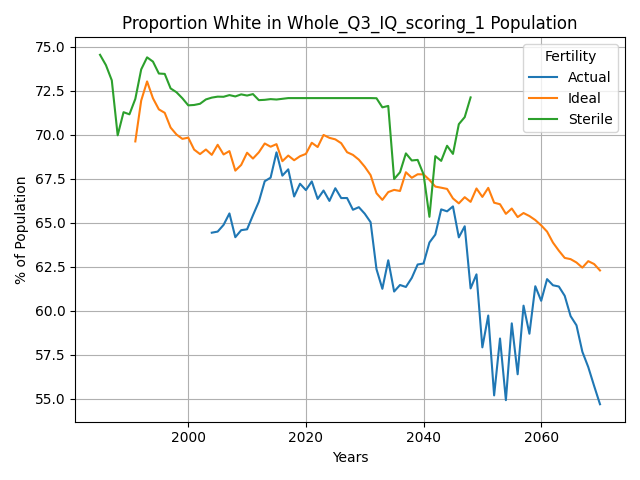 Proportion White in Whole_Q3_IQ_scoring_1 Population
% of Population
75.0
72.5
70.0
67.5
65.0
62.5
60.0
57.5
55.0
Fertility
Actual
Ideal
Sterile
2000
2020
2040
2060
Years